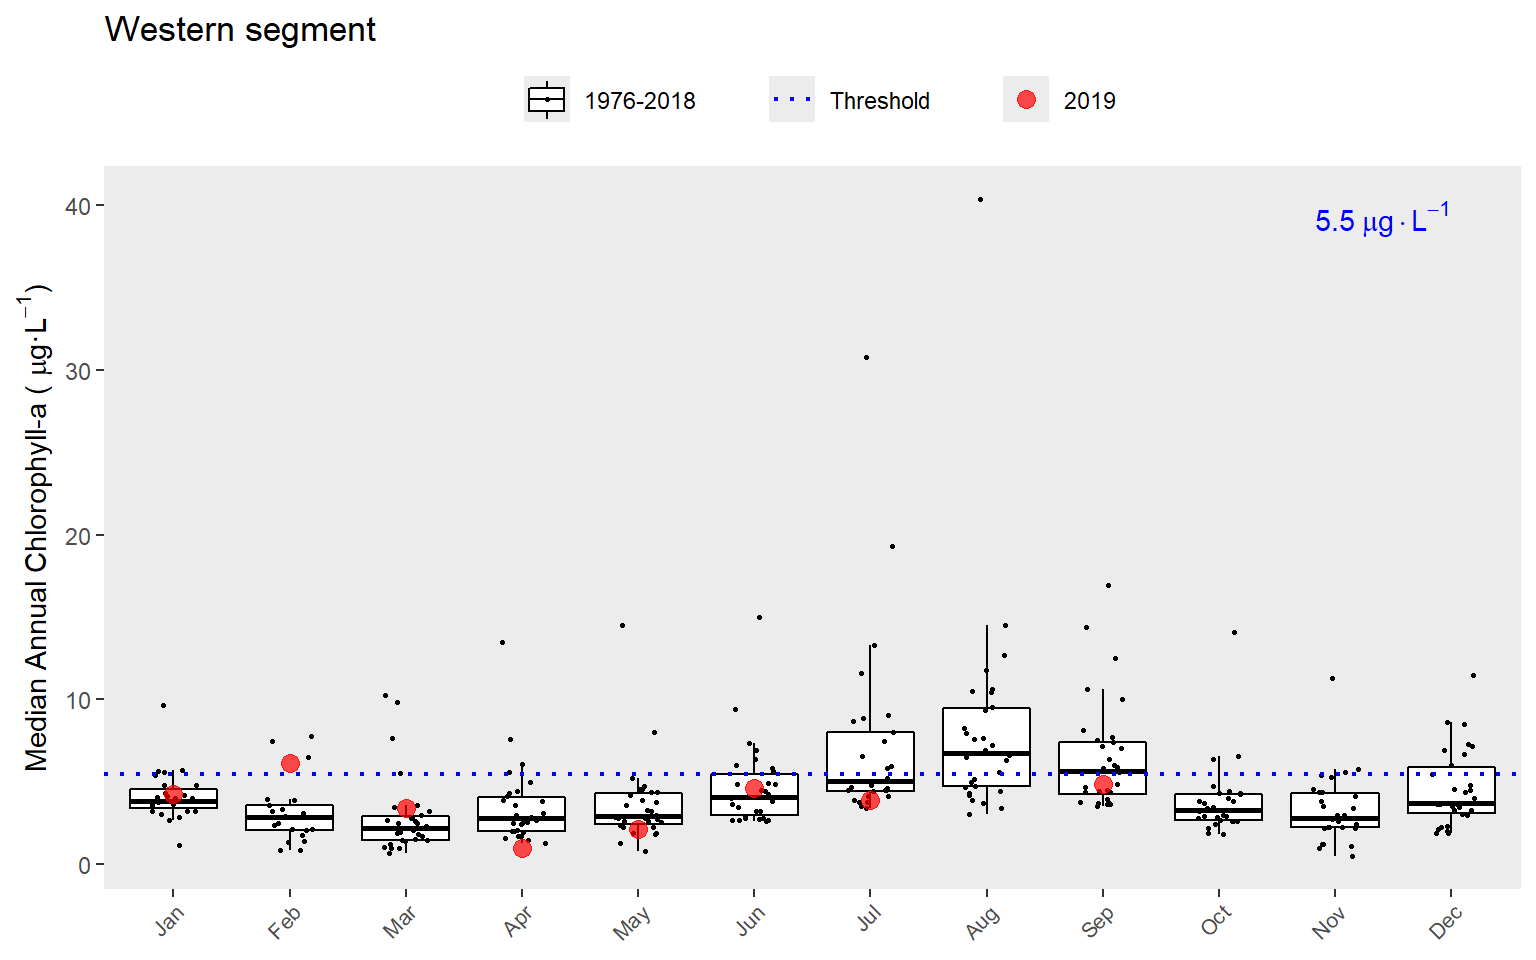 Western segment
1976-2018 Threshold 2019
Median Annual Chlorophyll-a ( µg·L⁻¹)
40
30
20
10
0
5.5 µg·L⁻¹
Jan Feb Mar Apr May Jun Jul Aug Sep Oct Nov Dec